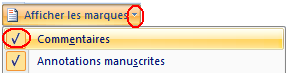 Afficher les marques
Commentaires
Annotations manuscrites